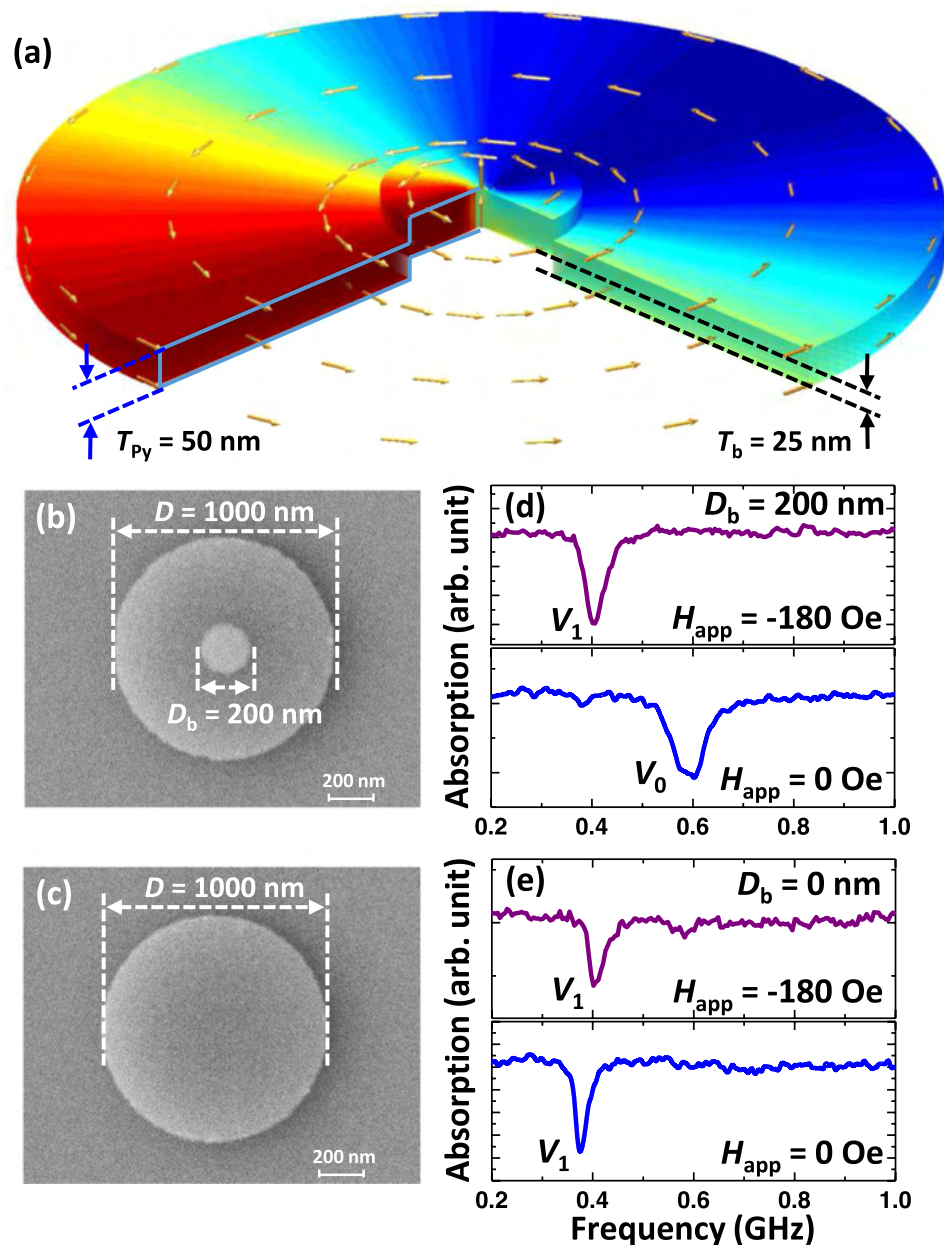 (a)
T_Py = 50 nm
T_b = 25 nm
(b)
D = 1000 nm
D_b = 200 nm
200 nm
(c)
D = 1000 nm
200 nm
(d)
D_b = 200 nm
V_1
H_app = -180 Oe
V_0
H_app = 0 Oe
Absorption (arb. unit)
0.2 0.4 0.6 0.8 1.0
(e)
D_b = 0 nm
V_1
H_app = -180 Oe
V_1
H_app = 0 Oe
Absorption (arb. unit)
0.2 0.4 0.6 0.8 1.0
Frequency (GHz)